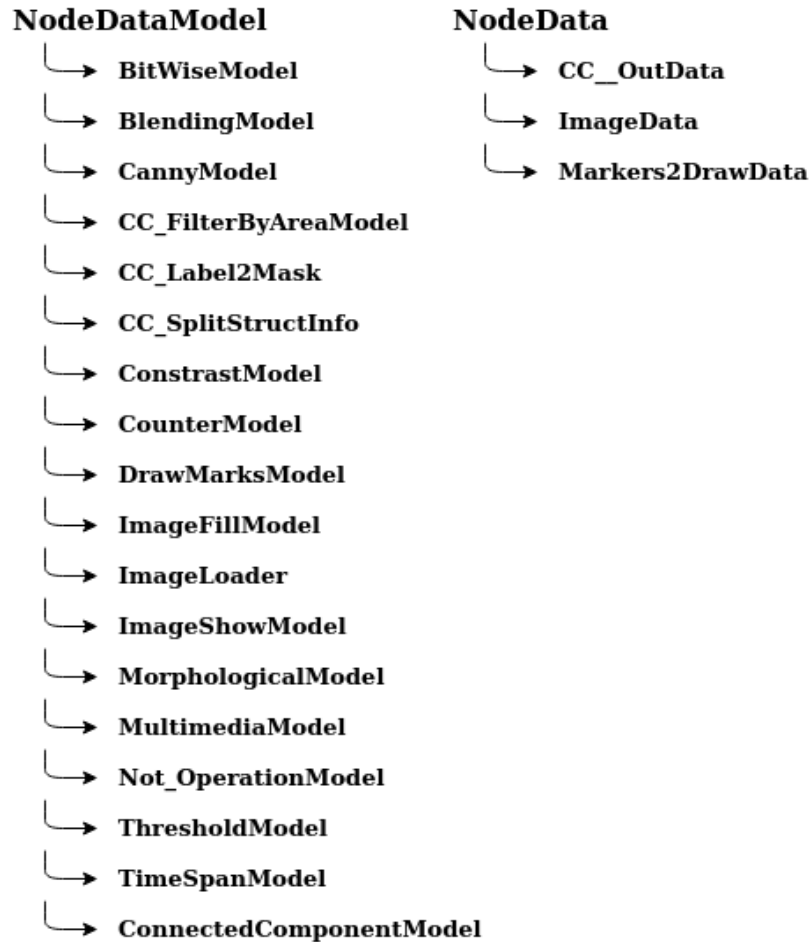 NodeDataModel
BitWiseModel
BlendingModel
CannyModel
CC_FilterByAreaModel
CC_Label2Mask
CC_SplitStructInfo
ConstrastModel
CounterModel
DrawMarksModel
ImageFillModel
ImageLoader
ImageShowModel
MorphologicalModel
MultimediaModel
Not_OperationModel
ThresholdModel
TimeSpanModel
ConnectedComponentModel
NodeData
CC__OutData
ImageData
Markers2DrawData